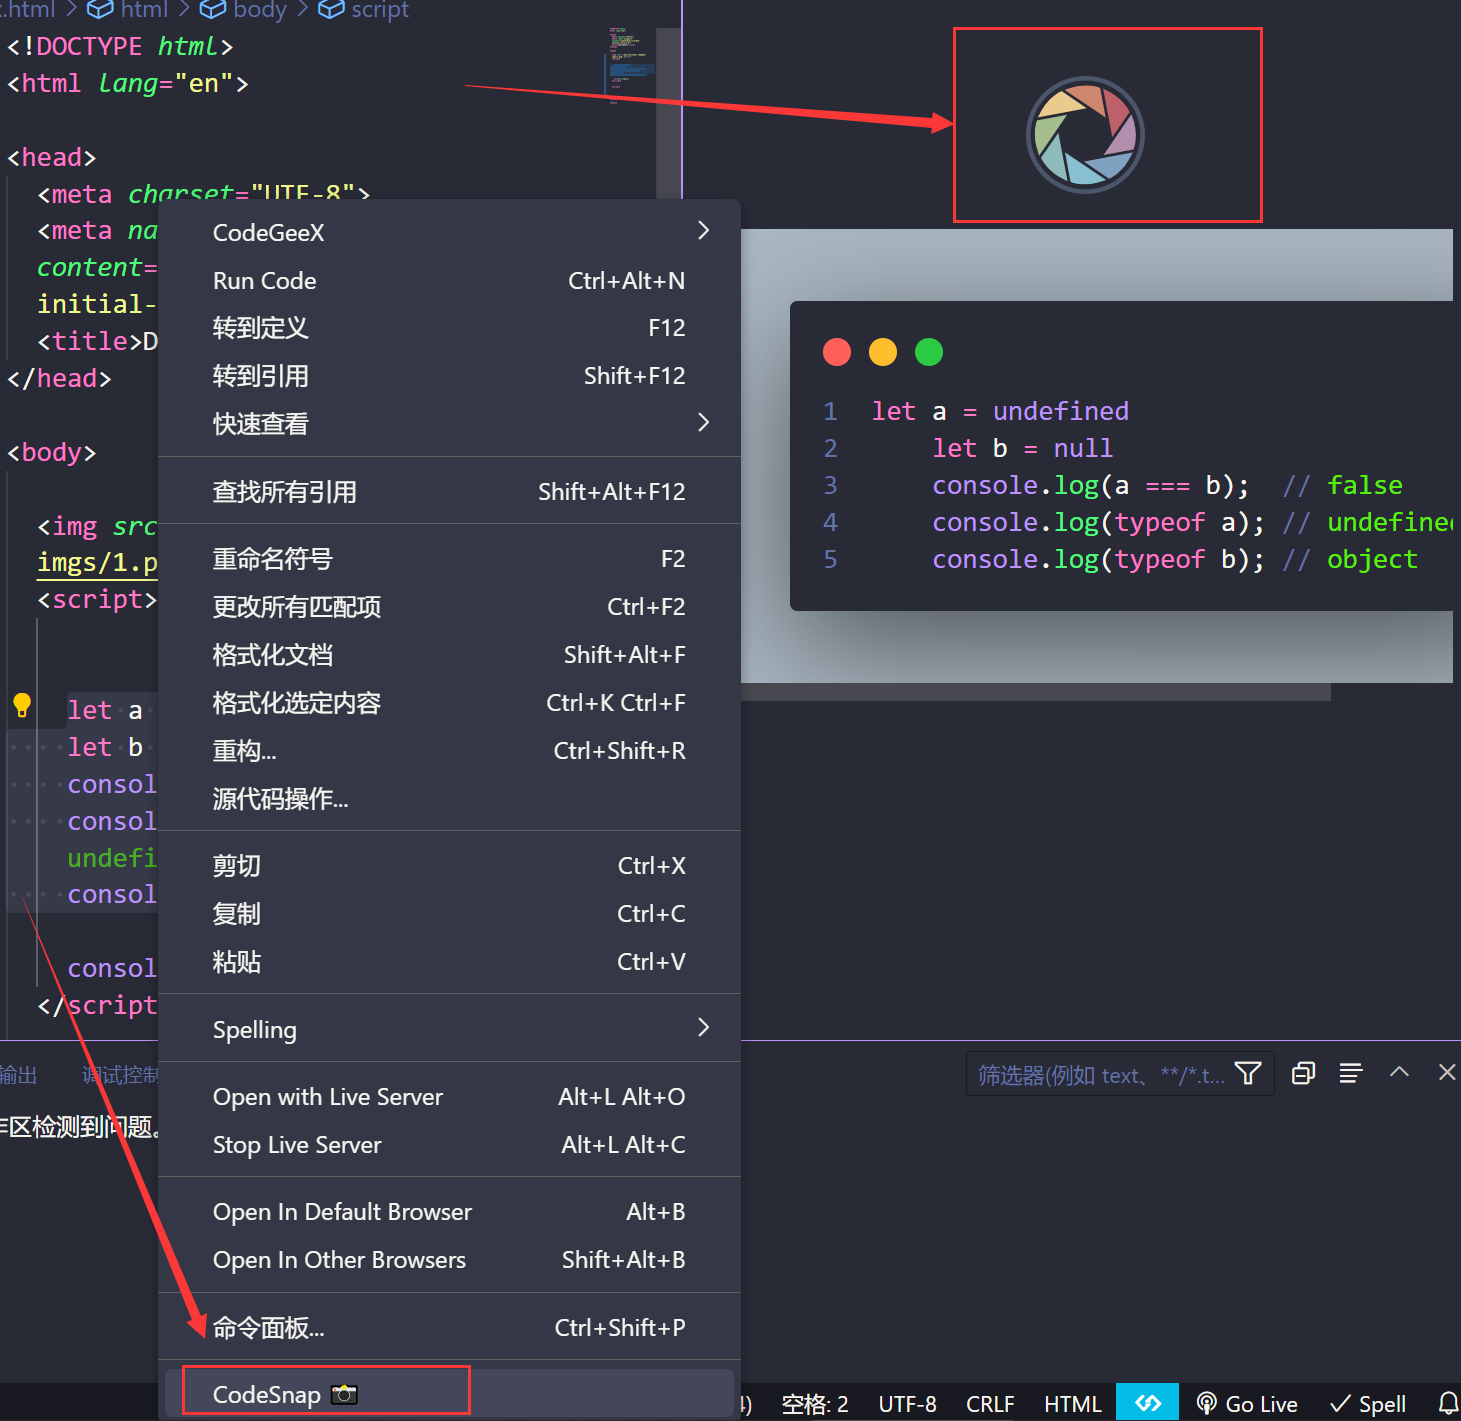 .html > html > body > script
<!DOCTYPE html>
<html lang="en">
<head>
<meta charset="UTF-8">
<meta na
content=
initial-
<title>D
</head>
<body>
<img src
imgs/1.p
<script>
let a
let b
consol
consol
undefi
consol
consol
</script
CodeGeeX
Run Code Ctrl+Alt+N
转到定义 F12
转到引用 Shift+F12
快速查看
查找所有引用 Shift+Alt+F12
重命名符号 F2
更改所有匹配项 Ctrl+F2
格式化文档 Shift+Alt+F
格式化选定内容 Ctrl+K Ctrl+F
重构... Ctrl+Shift+R
源代码操作...
剪切 Ctrl+X
复制 Ctrl+C
粘贴 Ctrl+V
Spelling
Open with Live Server Alt+L Alt+O
Stop Live Server Alt+L Alt+C
Open In Default Browser Alt+B
Open In Other Browsers Shift+Alt+B
命令面板... Ctrl+Shift+P
CodeSnap 📸
1 let a = undefined
2 let b = null
3 console.log(a === b); // false
4 console.log(typeof a); // undefined
5 console.log(typeof b); // object
输出 调试控制
筛选器(例如 text、**/*.t...
作区检测到问题。
4) 空格: 2 UTF-8 CRLF HTML Go Live Spell